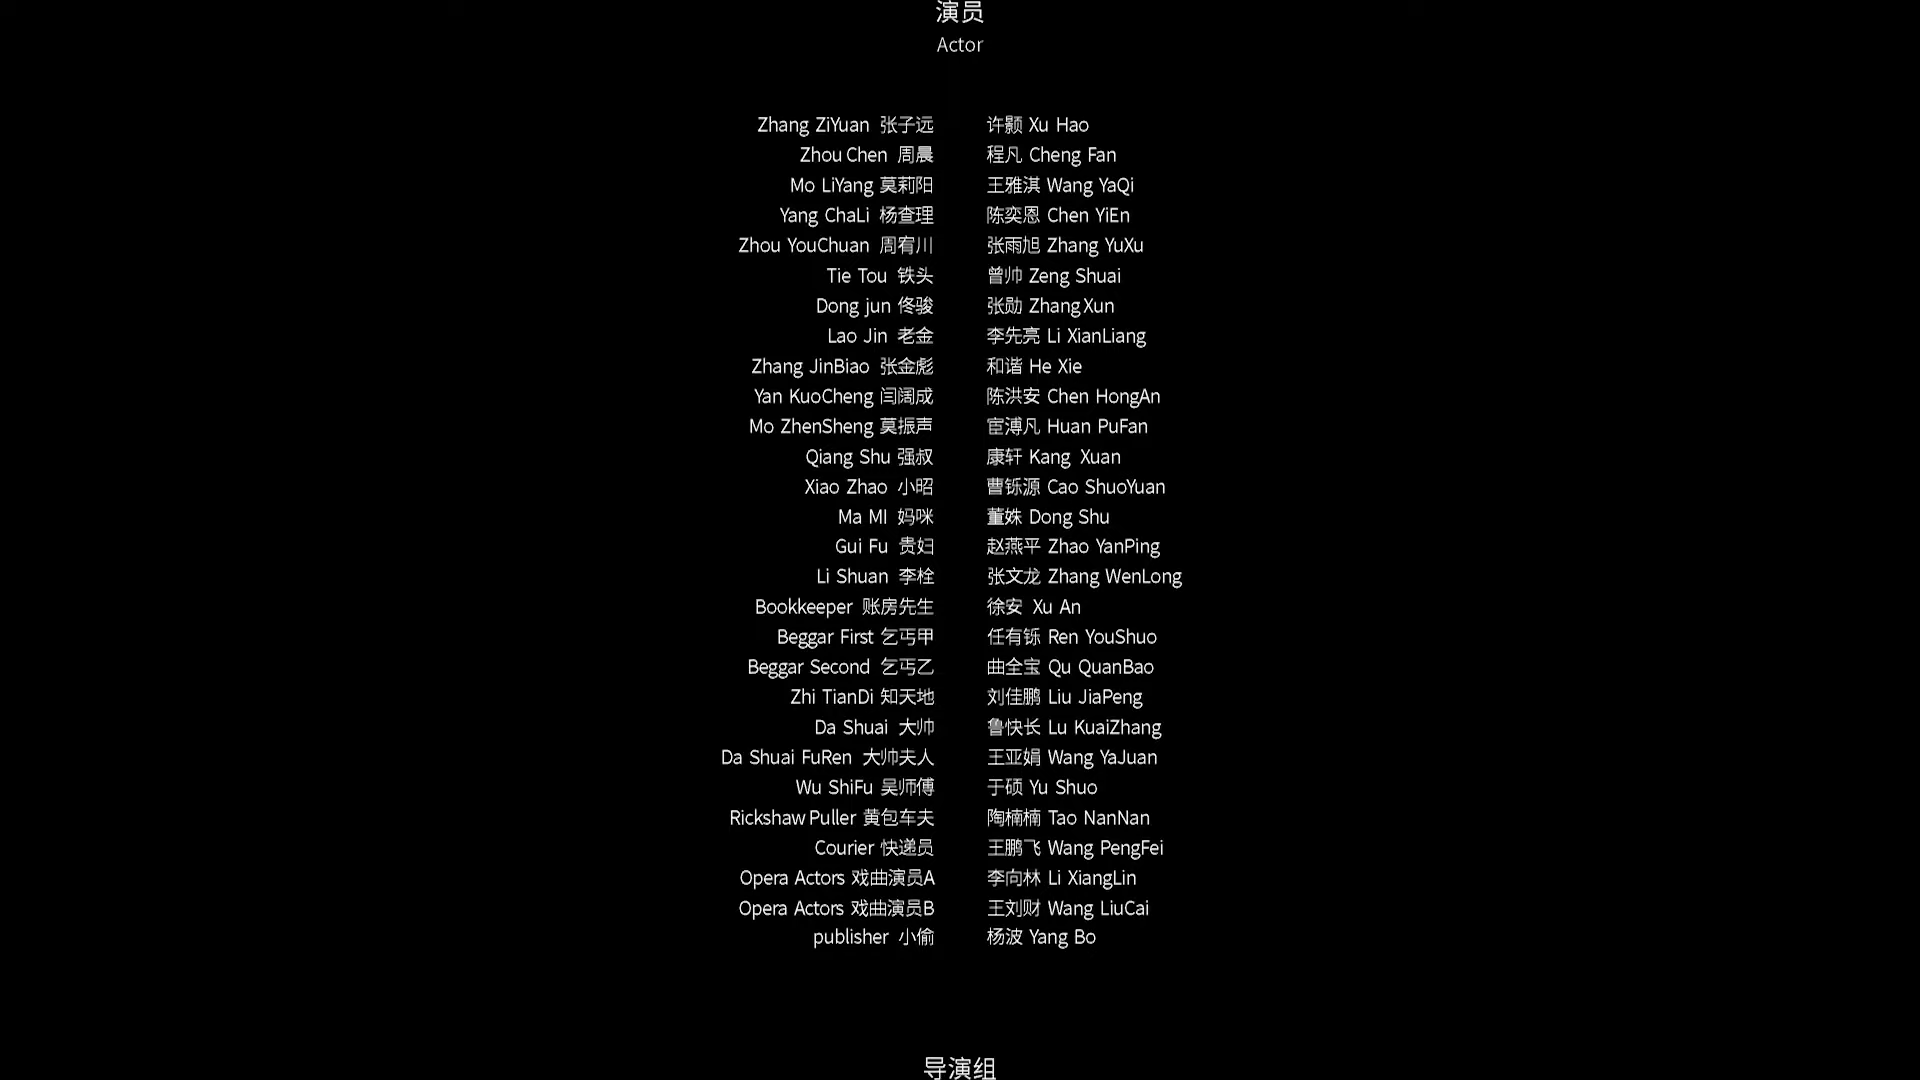 演员
Actor
Zhang ZiYuan 张子远 许颢 Xu Hao
Zhou Chen 周晨 程凡 Cheng Fan
Mo LiYang 莫莉阳 王雅淇 Wang YaQi
Yang ChaLi 杨查理 陈奕恩 Chen YiEn
Zhou YouChuan 周宥川 张雨旭 Zhang YuXu
Tie Tou 铁头 曾帅 Zeng Shuai
Dong jun 佟骏 张勋 Zhang Xun
Lao Jin 老金 李先亮 Li XianLiang
Zhang JinBiao 张金彪 和谐 He Xie
Yan KuoCheng 闫阔成 陈洪安 Chen HongAn
Mo ZhenSheng 莫振声 宦溥凡 Huan PuFan
Qiang Shu 强叔 康轩 Kang Xuan
Xiao Zhao 小昭 曹铄源 Cao ShuoYuan
Ma MI 妈咪 董姝 Dong Shu
Gui Fu 贵妇 赵燕平 Zhao YanPing
Li Shuan 李栓 张文龙 Zhang WenLong
Bookkeeper 账房先生 徐安 Xu An
Beggar First 乞丐甲 任有铄 Ren YouShuo
Beggar Second 乞丐乙 曲全宝 Qu QuanBao
Zhi TianDi 知天地 刘佳鹏 Liu JiaPeng
Da Shuai 大帅 鲁快长 Lu KuaiZhang
Da Shuai FuRen 大帅夫人 王亚娟 Wang YaJuan
Wu ShiFu 吴师傅 于硕 Yu Shuo
Rickshaw Puller 黄包车夫 陶楠楠 Tao NanNan
Courier 快递员 王鹏飞 Wang PengFei
Opera Actors 戏曲演员A 李向林 Li XiangLin
Opera Actors 戏曲演员B 王刘财 Wang LiuCai
publisher 小偷 杨波 Yang Bo
导演组